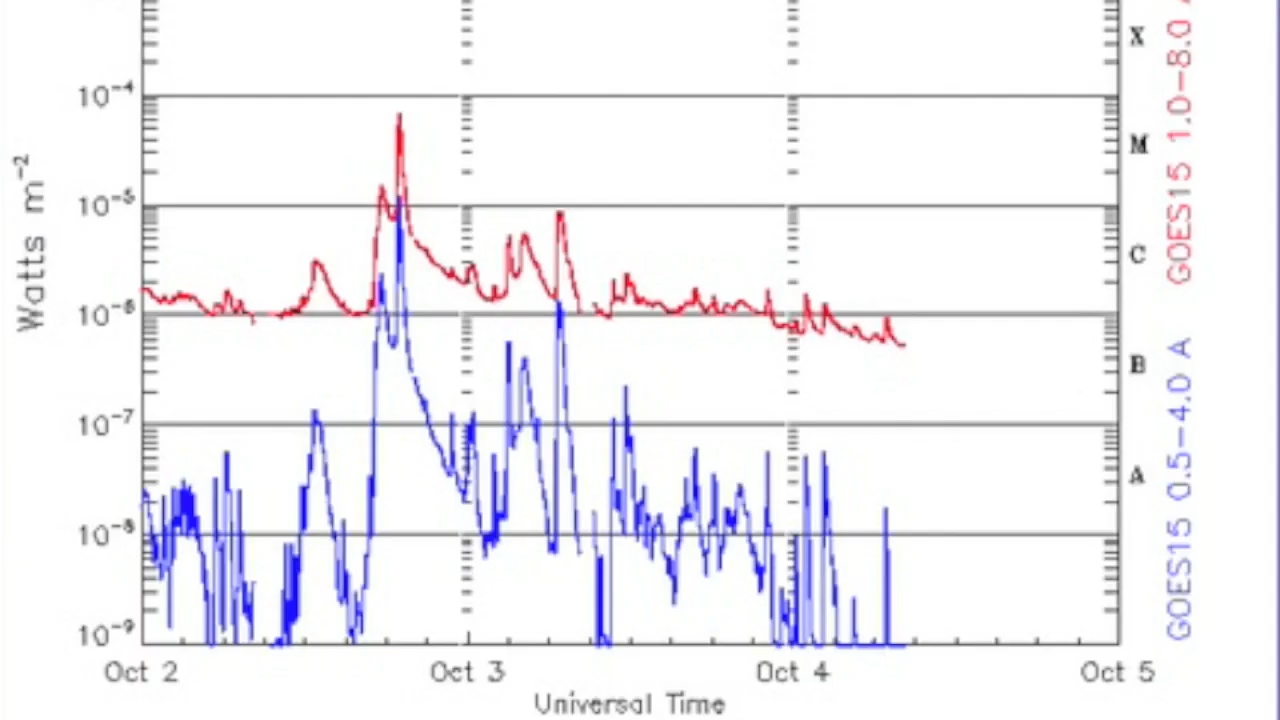 X
10⁻⁴
M
10⁻⁵
C
10⁻⁶
B
10⁻⁷
A
10⁻⁸
10⁻⁹
Oct 2 Oct 3 Oct 4 Oct 5
Universal Time
Watts m⁻²
GOES15 1.0-8.0
GOES15 0.5-4.0 A